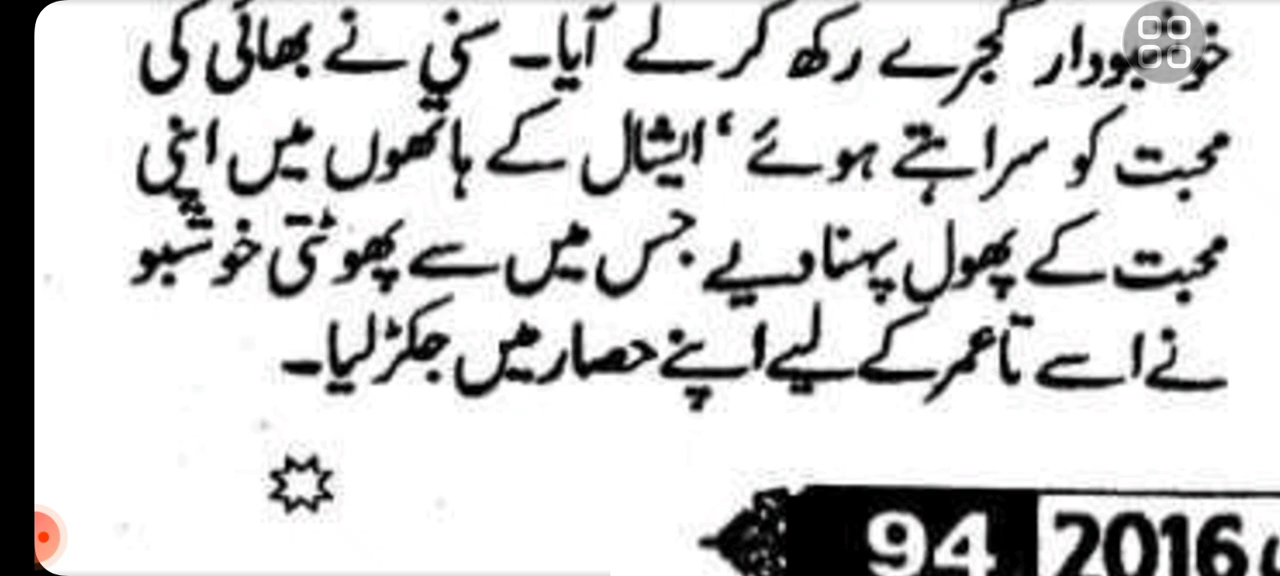 خوشبودار گجرے رکھ کر لے آیا۔ سنی نے بھائی کی
محبت کو سراہتے ہوئے ‘ ایشال کے ہاتھوں میں اپنی
محبت کے پھول پہنا دیے جس میں سے پھوٹتی خوشبو
نے اسے تا عمر کے لیے اپنے حصار میں جکڑ لیا۔
94 2016